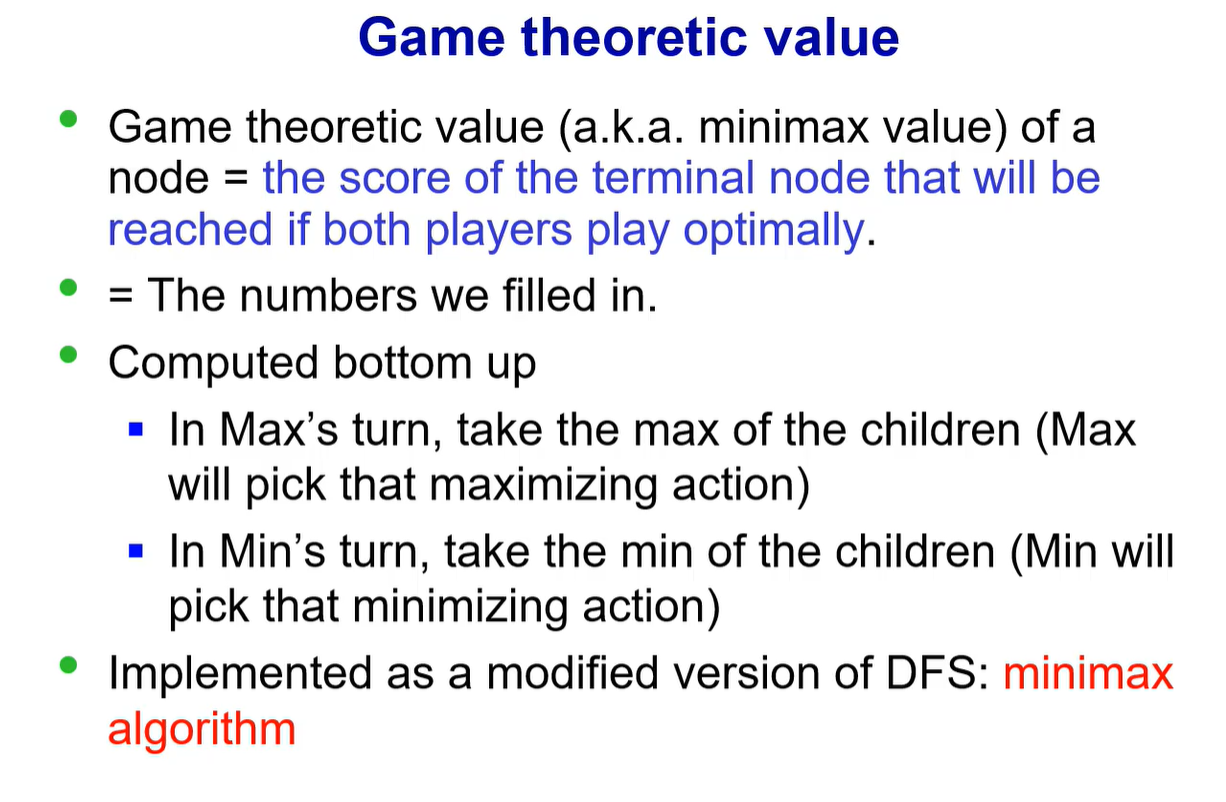 Game theoretic value
• Game theoretic value (a.k.a. minimax value) of a
node = the score of the terminal node that will be
reached if both players play optimally.
• = The numbers we filled in.
• Computed bottom up
▪ In Max’s turn, take the max of the children (Max
will pick that maximizing action)
▪ In Min’s turn, take the min of the children (Min will
pick that minimizing action)
• Implemented as a modified version of DFS: minimax
algorithm